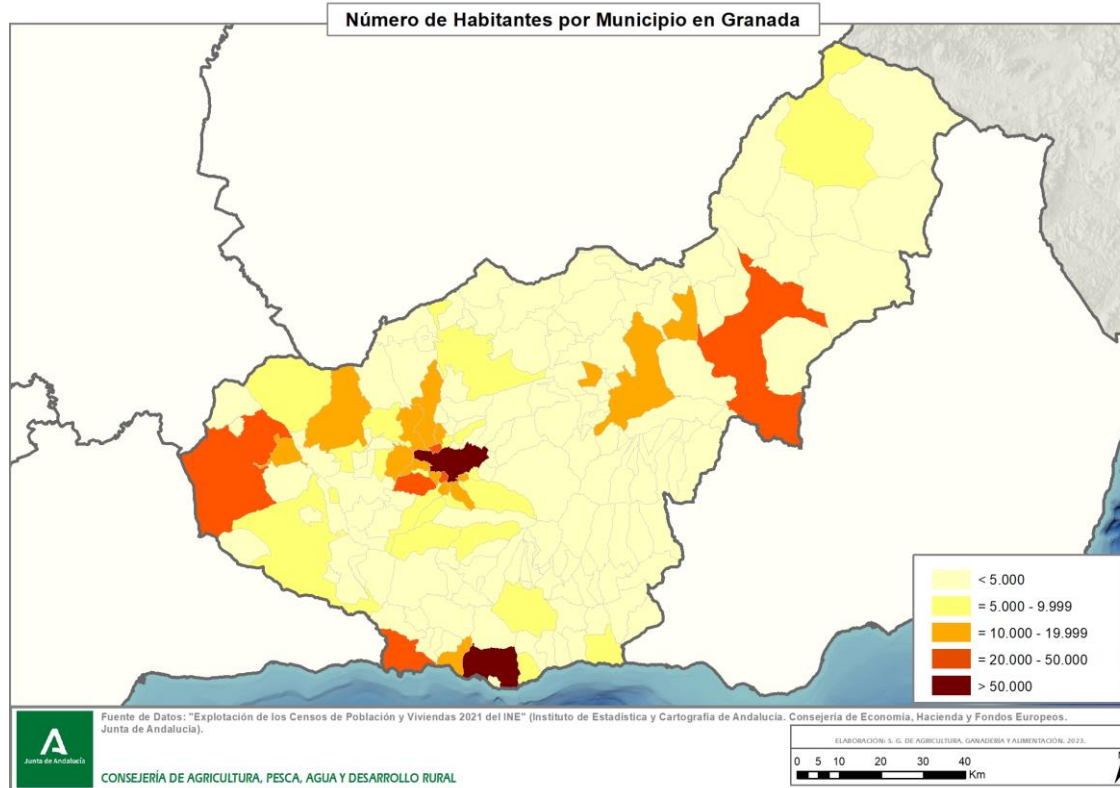 Número de Habitantes por Municipio en Granada
< 5.000
= 5.000 - 9.999
= 10.000 - 19.999
= 20.000 - 50.000
> 50.000
Fuente de Datos: "Explotación de los Censos de Población y Viviendas 2021 del INE" (Instituto de Estadística y Cartografía de Andalucía. Consejería de Economía, Hacienda y Fondos Europeos.
Junta de Andalucía).
ELABORACIÓN: S. G. DE AGRICULTURA, GANADERÍA Y ALIMENTACIÓN. 2023.
0 5 10 20 30 40
Km
A
Junta de Andalucía
CONSEJERÍA DE AGRICULTURA, PESCA, AGUA Y DESARROLLO RURAL